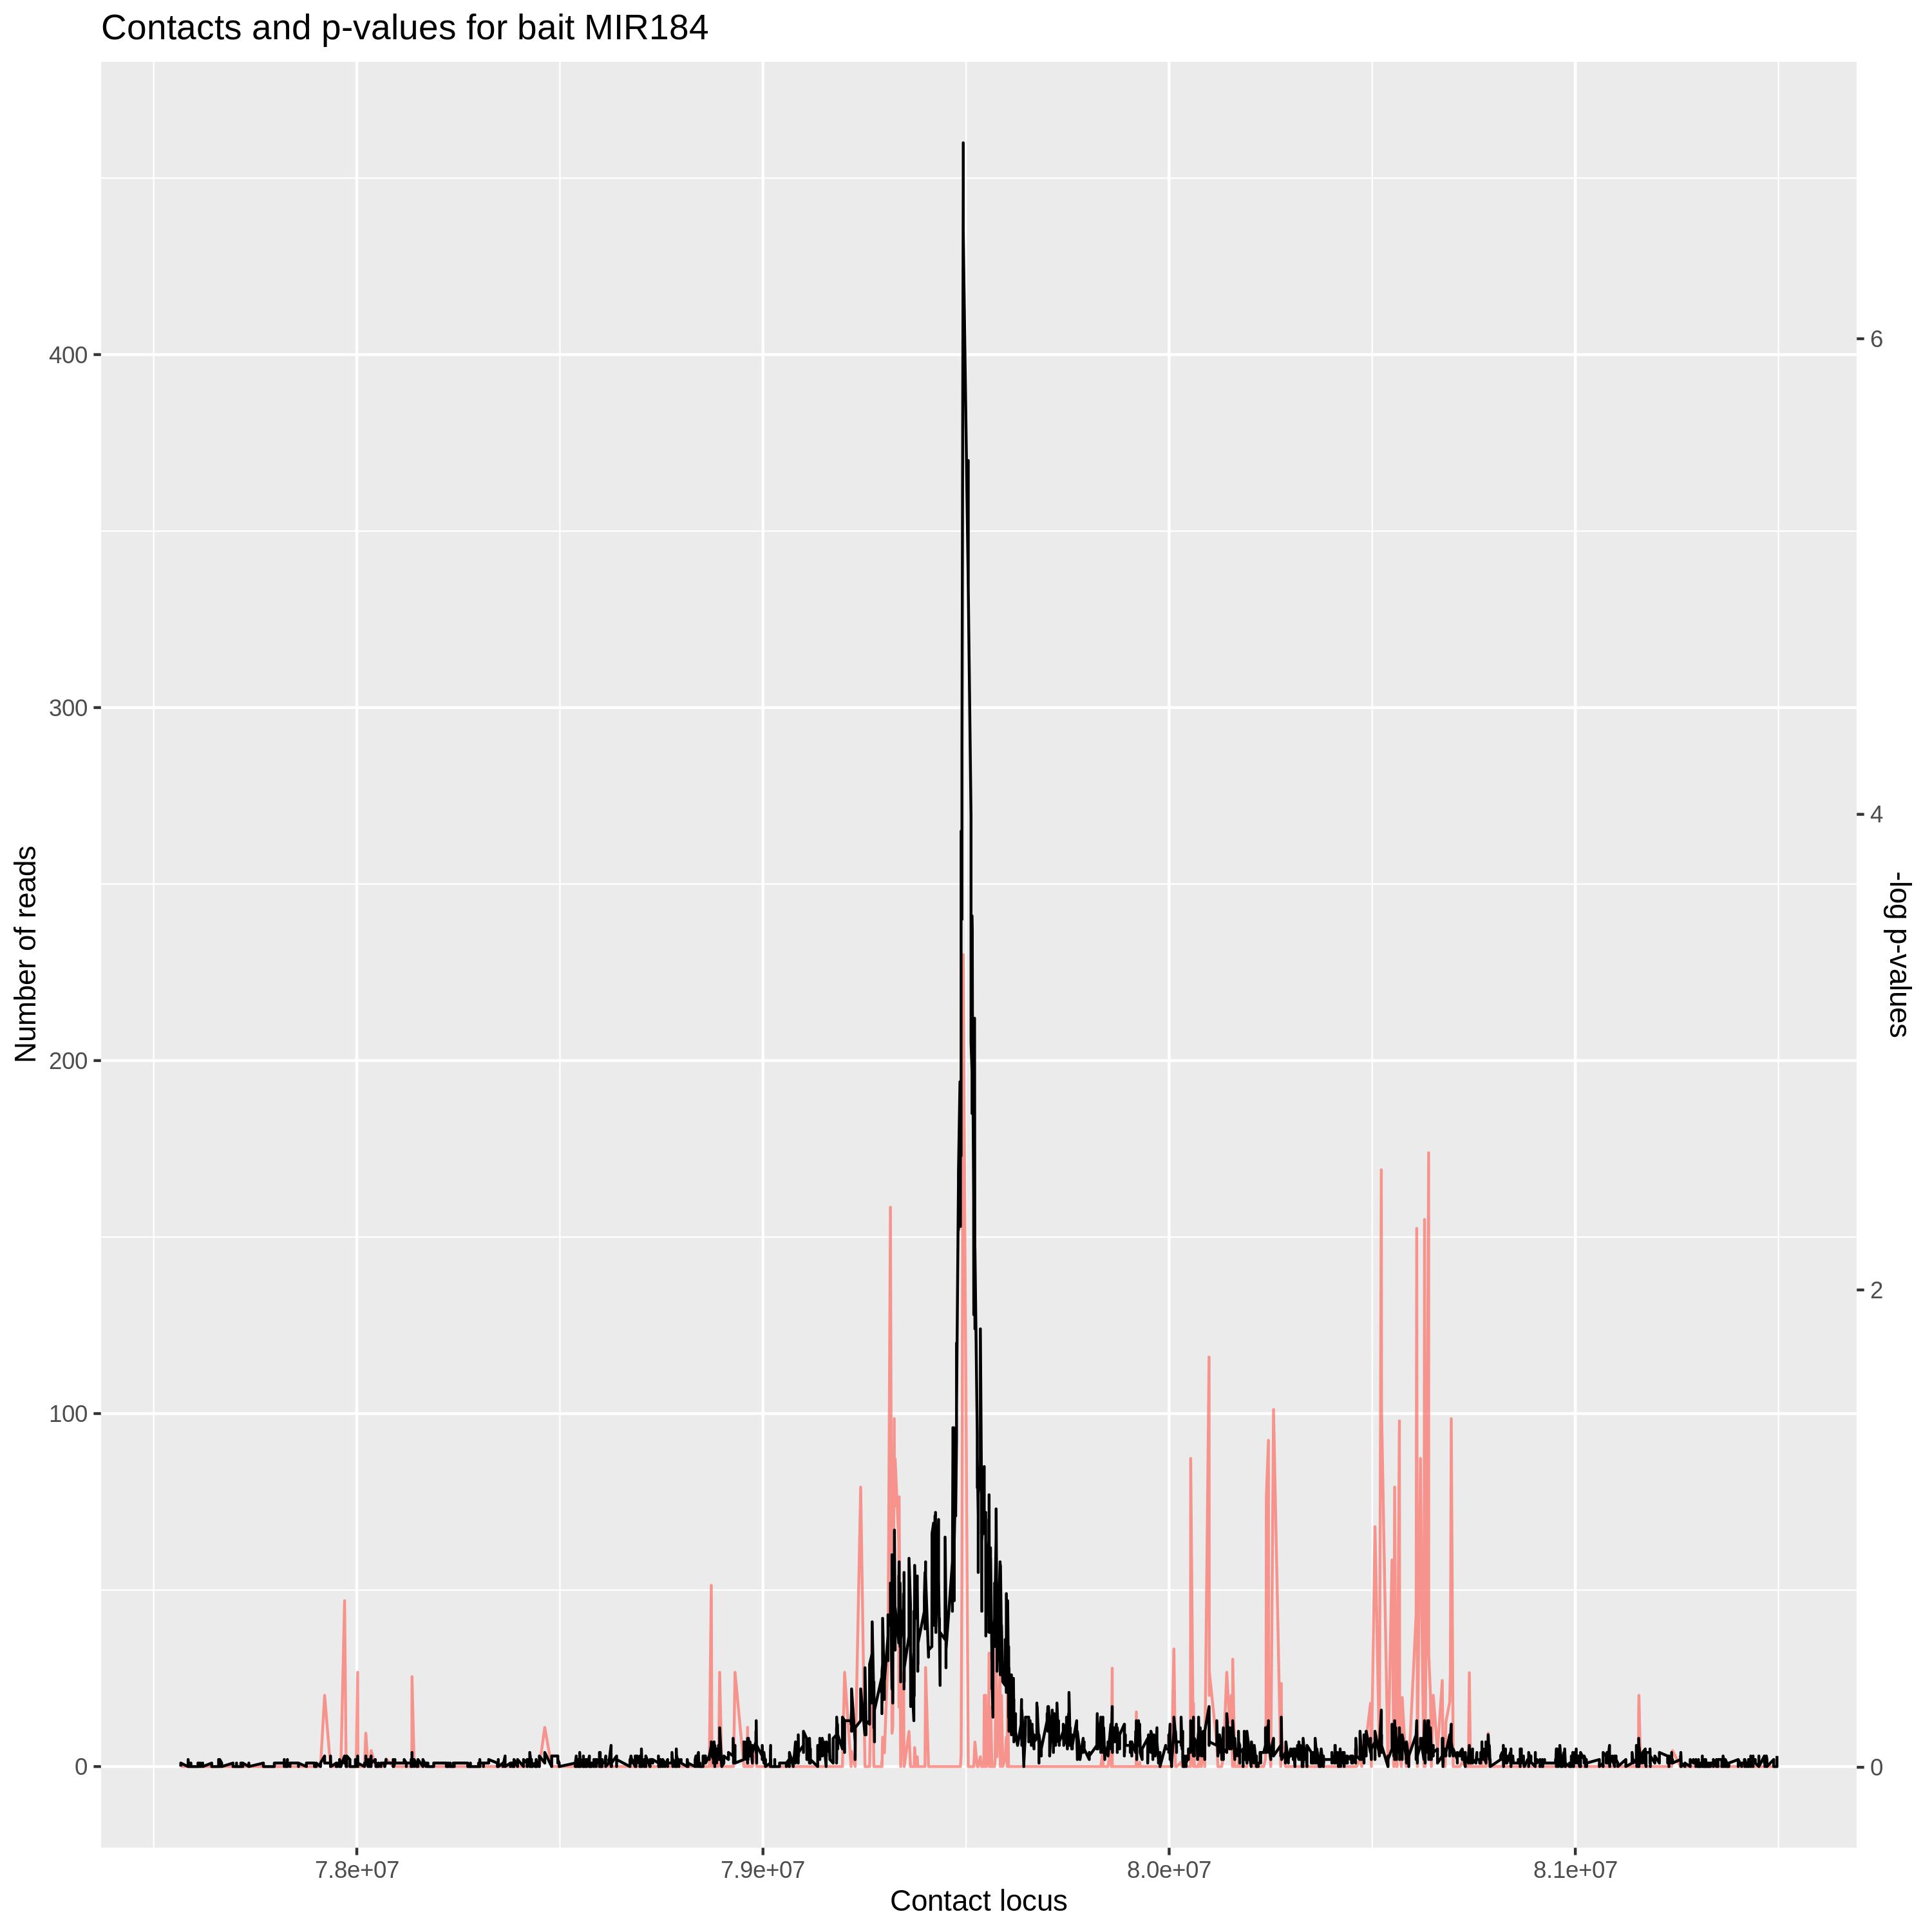 Contacts and p-values for bait MIR184
400
300
200
100
0
Number of reads
6
4
2
0
-log p-values
7.8e+07
7.9e+07
8.0e+07
8.1e+07
Contact locus